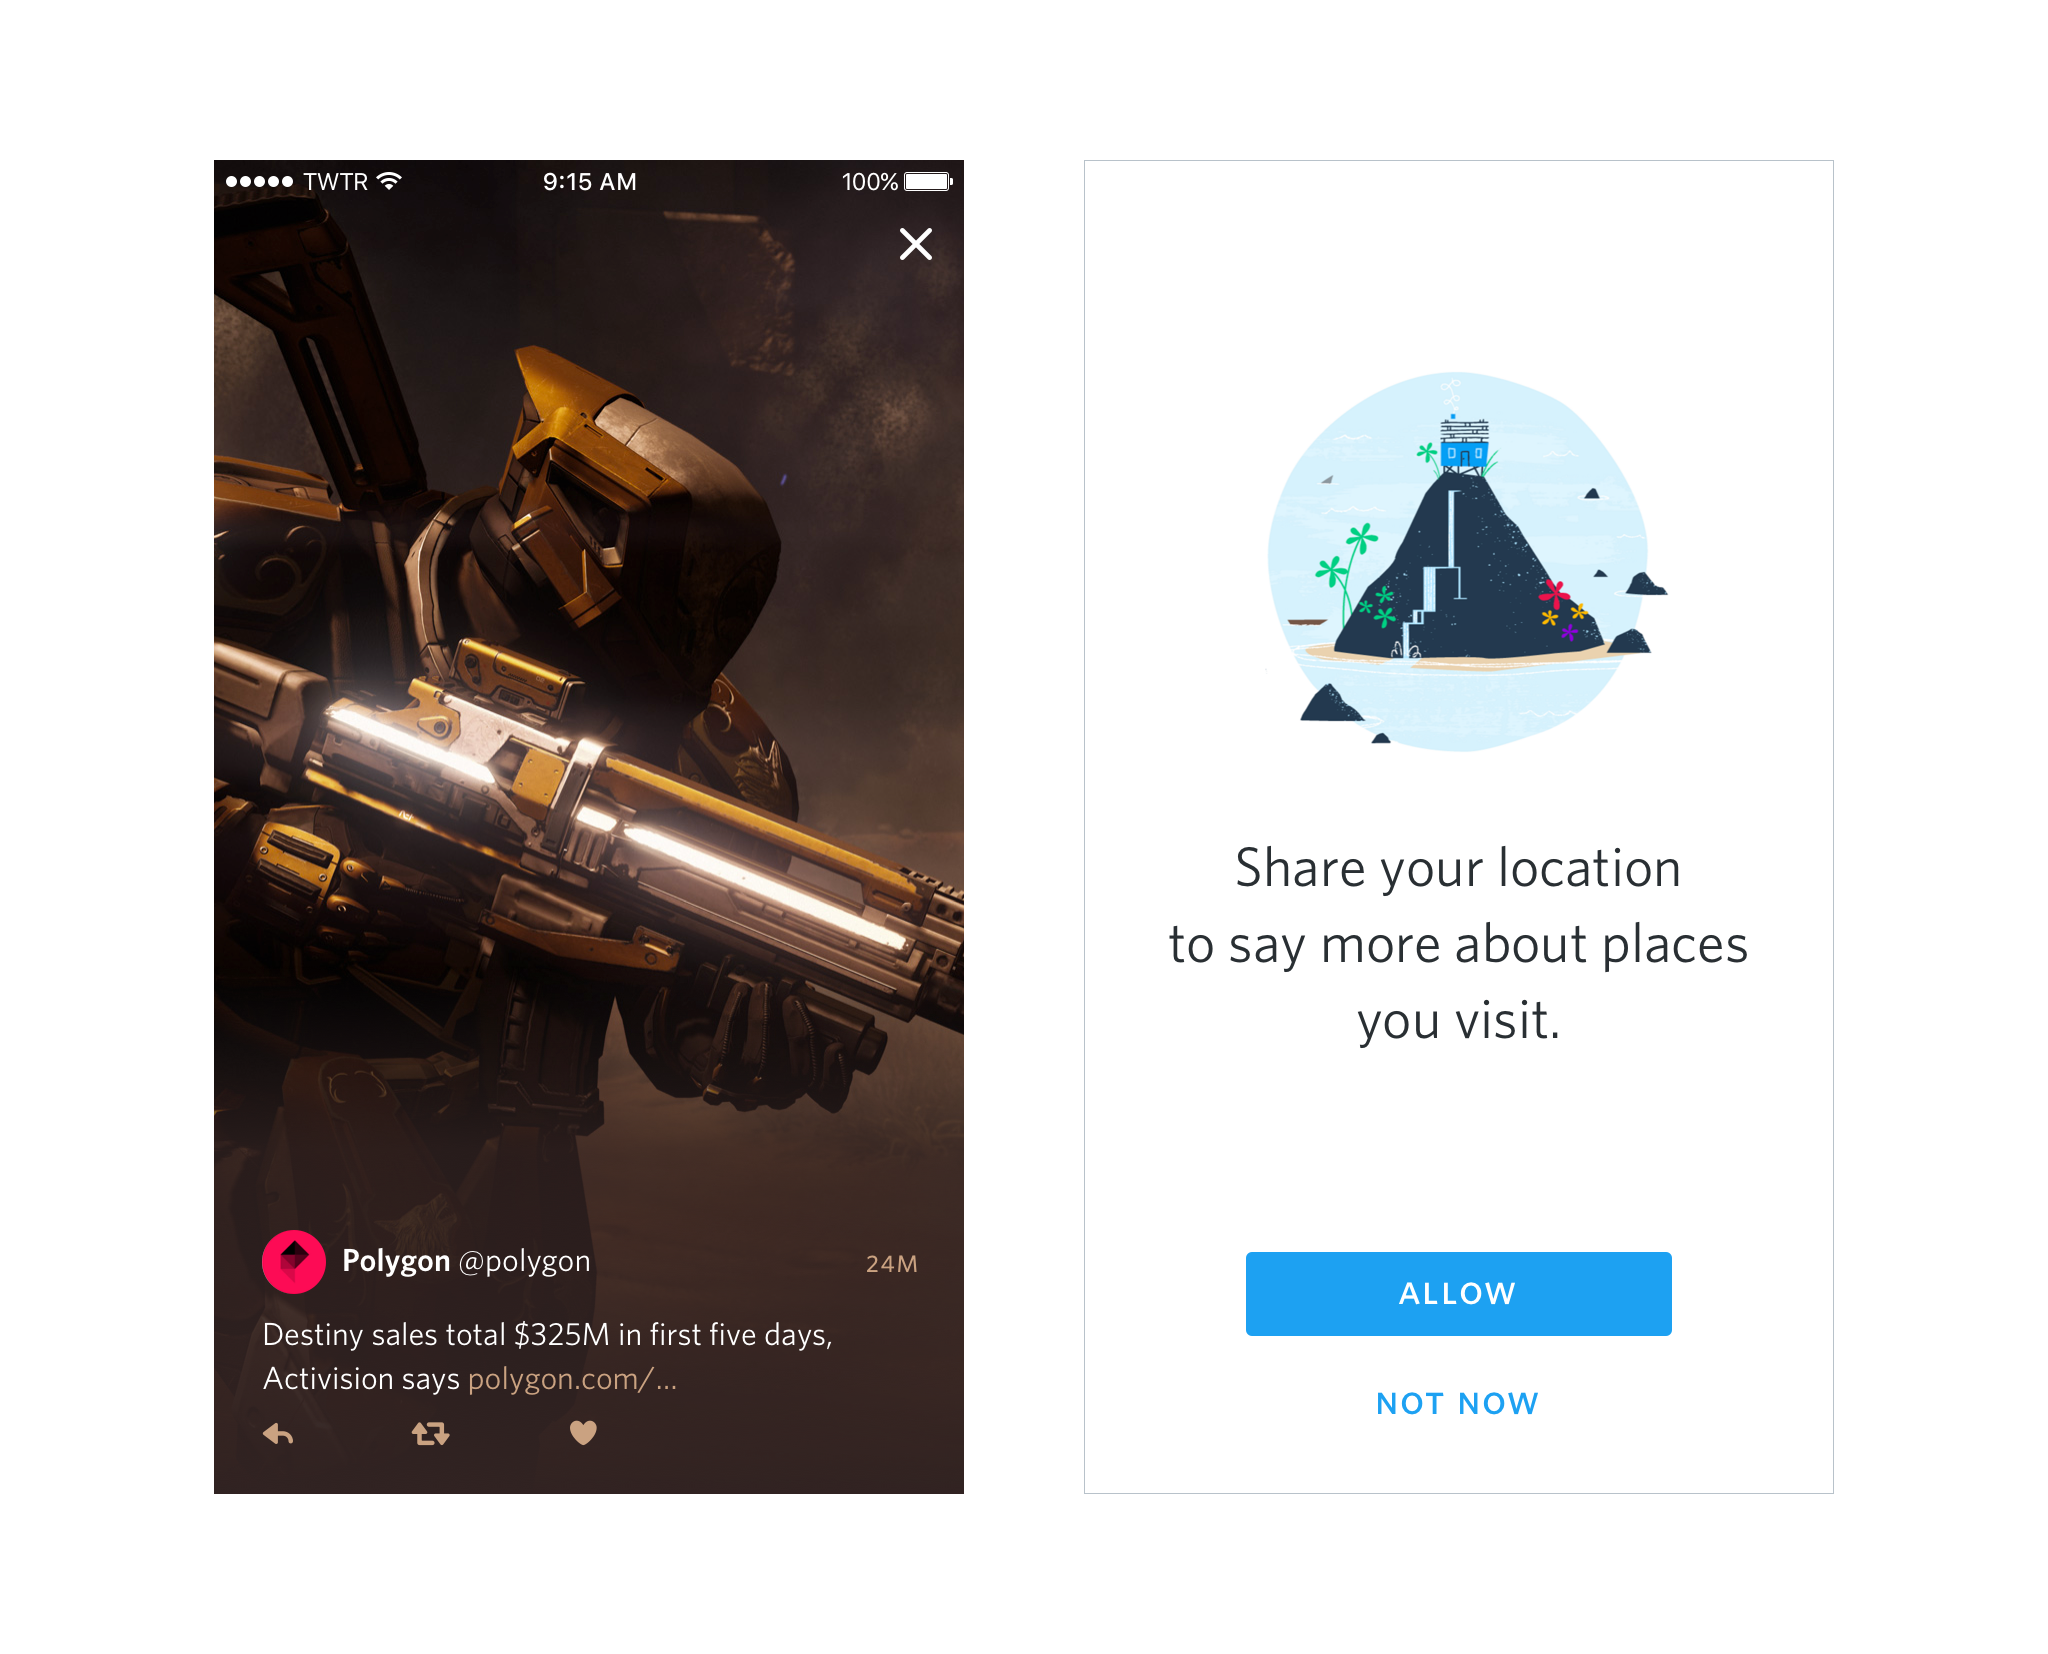 TWTR 9:15 AM 100%
Polygon @polygon 24M
Destiny sales total $325M in first five days,
Activision says polygon.com/...
Share your location
to say more about places
you visit.
ALLOW
NOT NOW